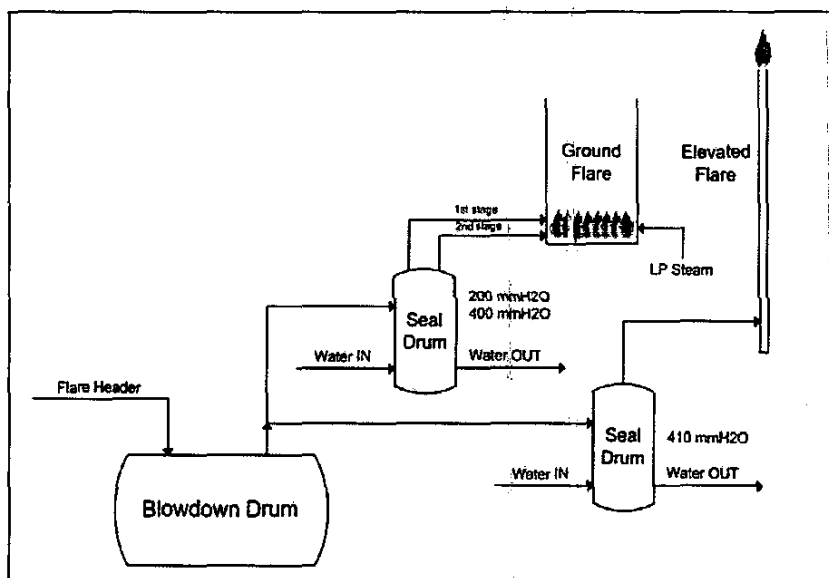 Ground
Flare
Elevated
Flare
1st stage
2nd stage
LP Steam
200 mmH2O
400 mmH2O
Seal
Drum
Water IN
Water OUT
Flare Header
Seal
Drum
410 mmH2O
Water IN
Water OUT
Blowdown Drum